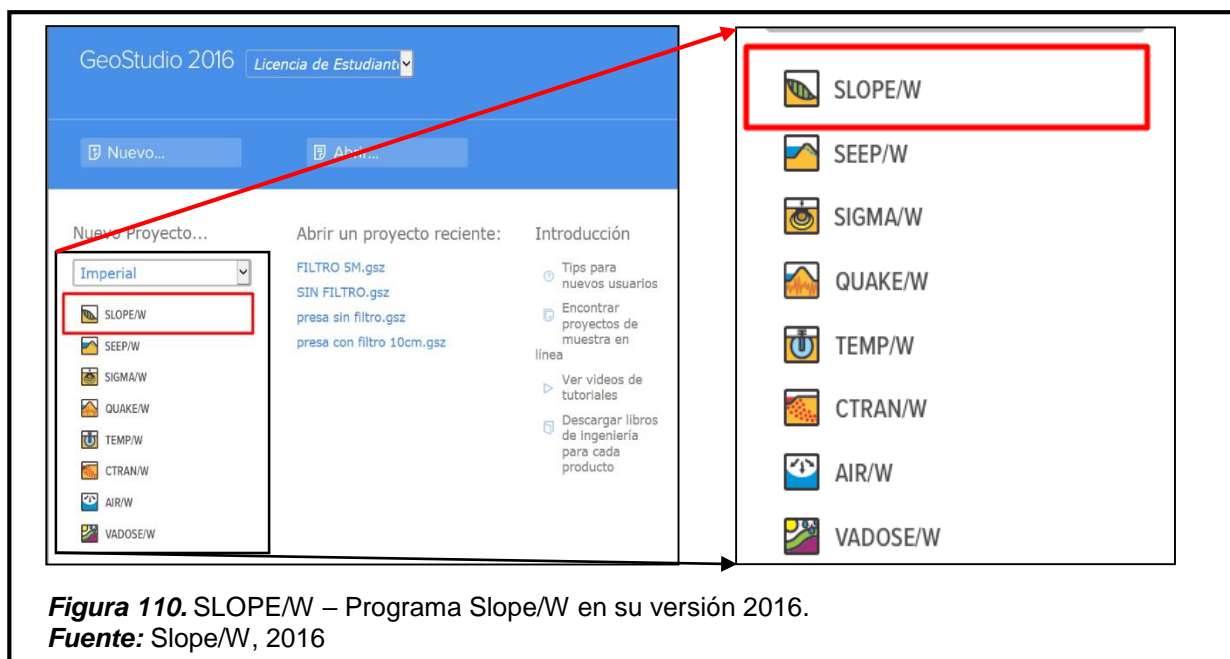 GeoStudio 2016 Licencia de Estudiant
Nuevo...
Abrir...
Nuevo Proyecto...
Imperial
SLOPE/W
SEEP/W
SIGMA/W
QUAKE/W
TEMP/W
CTRAN/W
AIR/W
VADOSE/W
Abrir un proyecto reciente:
FILTRO 5M.gsz
SIN FILTRO.gsz
presa sin filtro.gsz
presa con filtro 10cm.gsz
Introducción
Tips para
nuevos usuarios
Encontrar
proyectos de
muestra en
línea
Ver videos de
tutoriales
Descargar libros
de ingeniería
para cada
producto
SLOPE/W
SEEP/W
SIGMA/W
QUAKE/W
TEMP/W
CTRAN/W
AIR/W
VADOSE/W
Figura 110. SLOPE/W – Programa Slope/W en su versión 2016.
Fuente: Slope/W, 2016